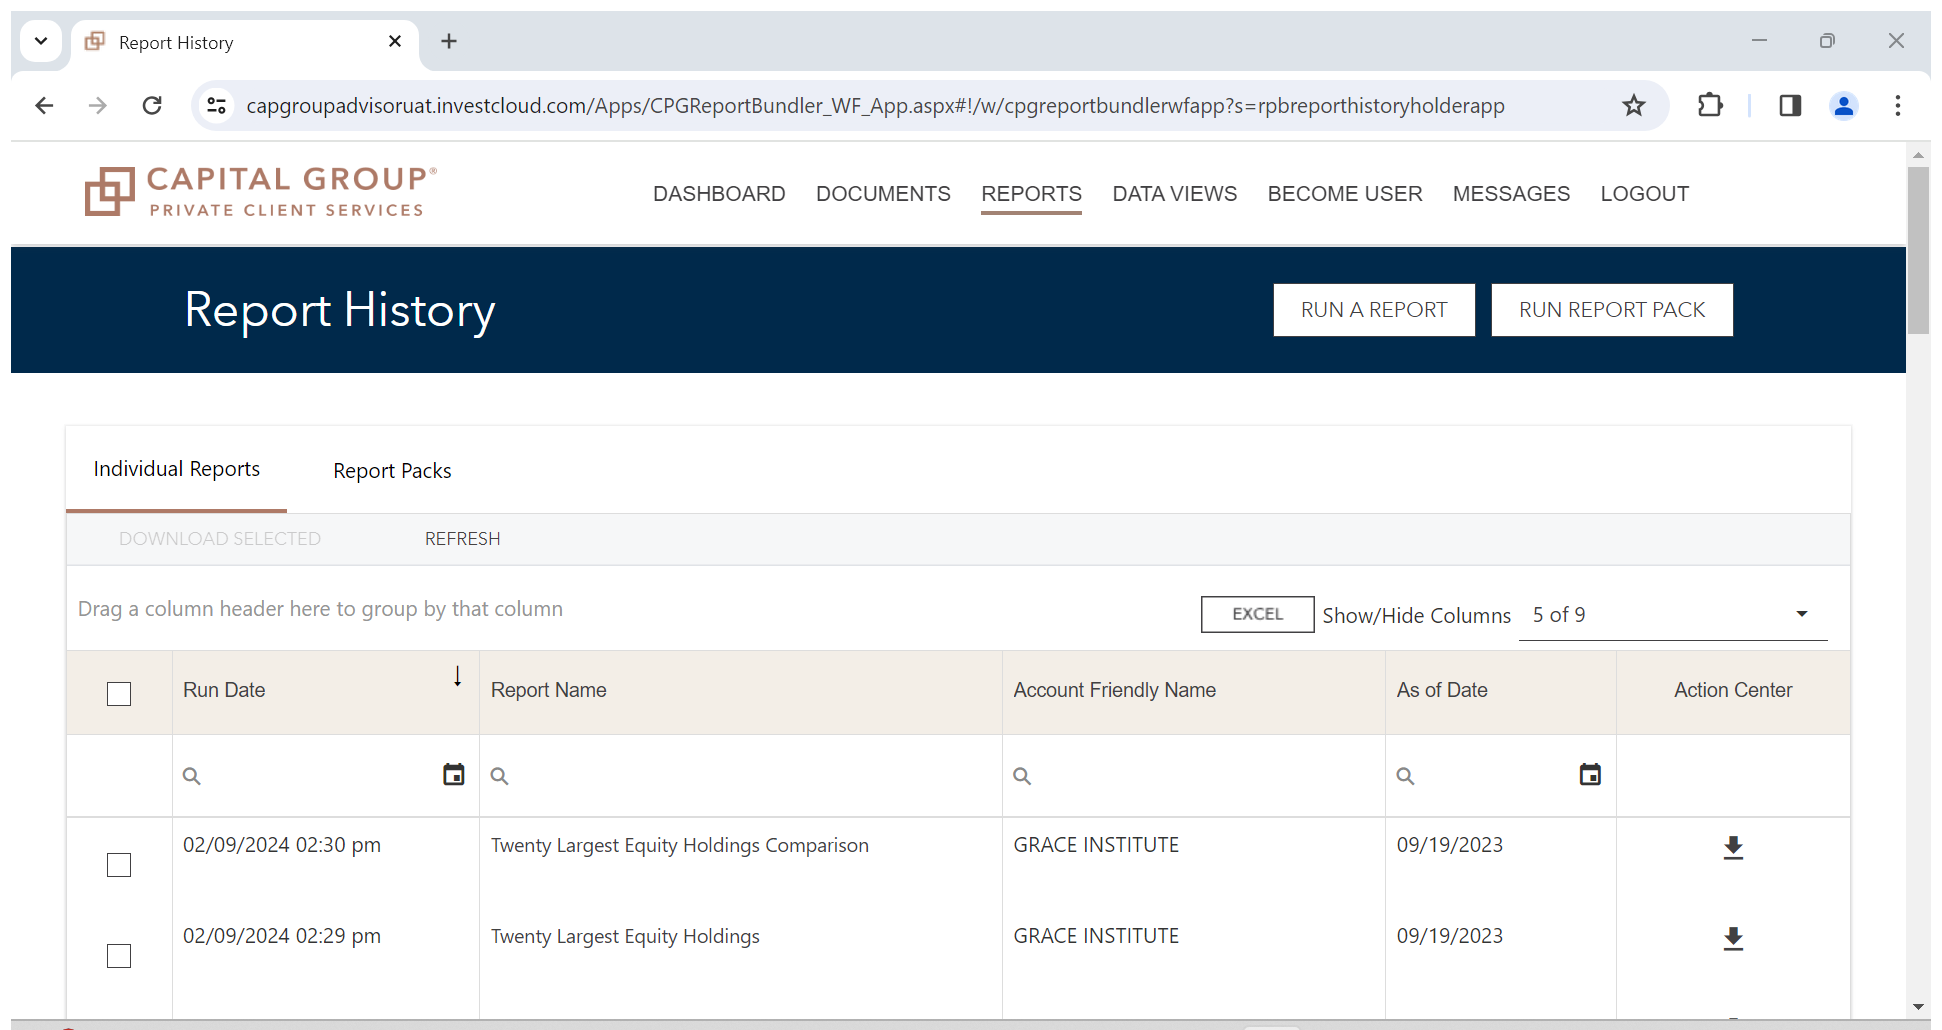 Report History
capgroupadvisoruat.investcloud.com/Apps/CPGReportBundler_WF_App.aspx#!/w/cpgreportbundlerwfapp?s=rpbreporthistoryholderapp
CAPITAL GROUP®
PRIVATE CLIENT SERVICES
DASHBOARD DOCUMENTS REPORTS DATA VIEWS BECOME USER MESSAGES LOGOUT
Report History
RUN A REPORT RUN REPORT PACK
Individual Reports Report Packs
DOWNLOAD SELECTED REFRESH
Drag a column header here to group by that column
EXCEL Show/Hide Columns 5 of 9
Run Date Report Name Account Friendly Name As of Date Action Center
02/09/2024 02:30 pm Twenty Largest Equity Holdings Comparison GRACE INSTITUTE 09/19/2023
02/09/2024 02:29 pm Twenty Largest Equity Holdings GRACE INSTITUTE 09/19/2023